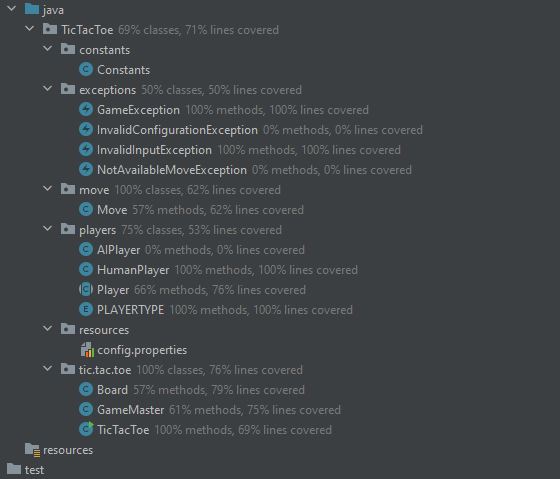 java
TicTacToe 69% classes, 71% lines covered
constants
Constants
exceptions 50% classes, 50% lines covered
GameException 100% methods, 100% lines covered
InvalidConfigurationException 0% methods, 0% lines covered
InvalidInputException 100% methods, 100% lines covered
NotAvailableMoveException 0% methods, 0% lines covered
move 100% classes, 62% lines covered
Move 57% methods, 62% lines covered
players 75% classes, 53% lines covered
AIPlayer 0% methods, 0% lines covered
HumanPlayer 100% methods, 100% lines covered
Player 66% methods, 76% lines covered
PLAYERTYPE 100% methods, 100% lines covered
resources
config.properties
tic.tac.toe 100% classes, 76% lines covered
Board 57% methods, 79% lines covered
GameMaster 61% methods, 75% lines covered
TicTacToe 100% methods, 69% lines covered
resources
test